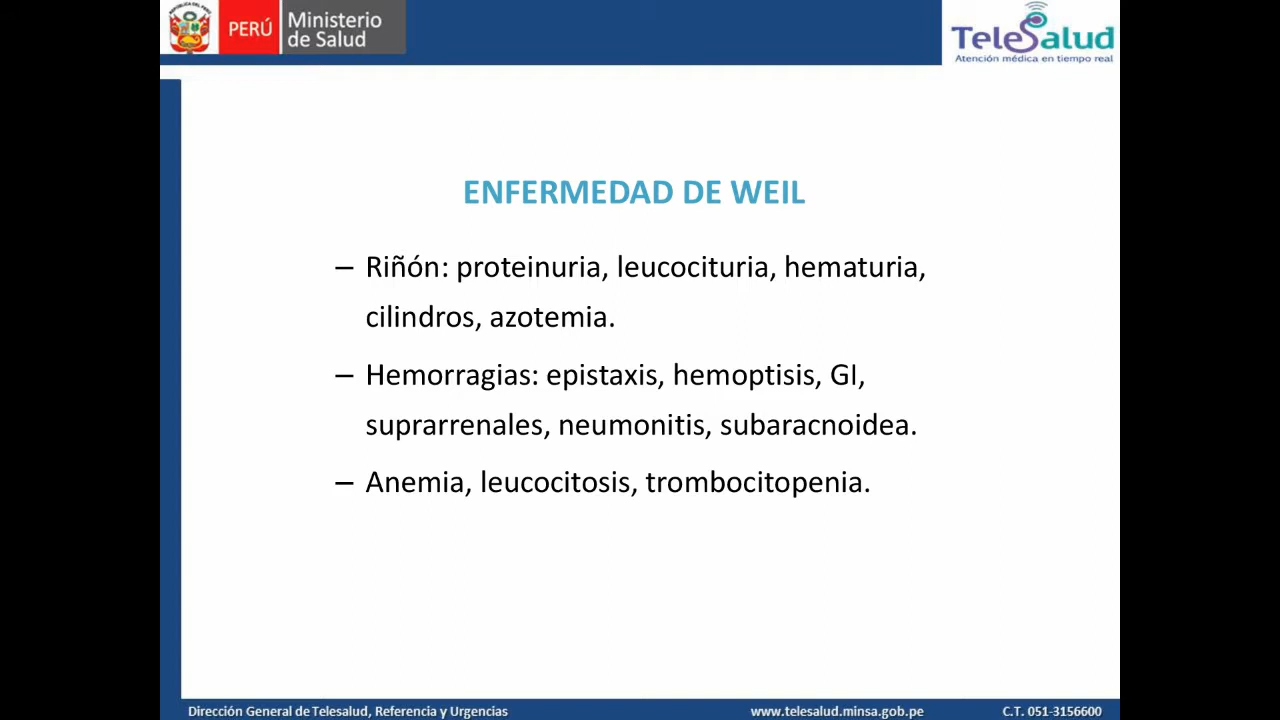 PERÚ
Ministerio
de Salud
TeleSalud
Atención médica en tiempo real
ENFERMEDAD DE WEIL
– Riñón: proteinuria, leucocituria, hematuria,
cilindros, azotemia.
– Hemorragias: epistaxis, hemoptisis, GI,
suprarrenales, neumonitis, subaracnoidea.
– Anemia, leucocitosis, trombocitopenia.
Dirección General de Telesalud, Referencia y Urgencias www.telesalud.minsa.gob.pe C.T. 051-3156600